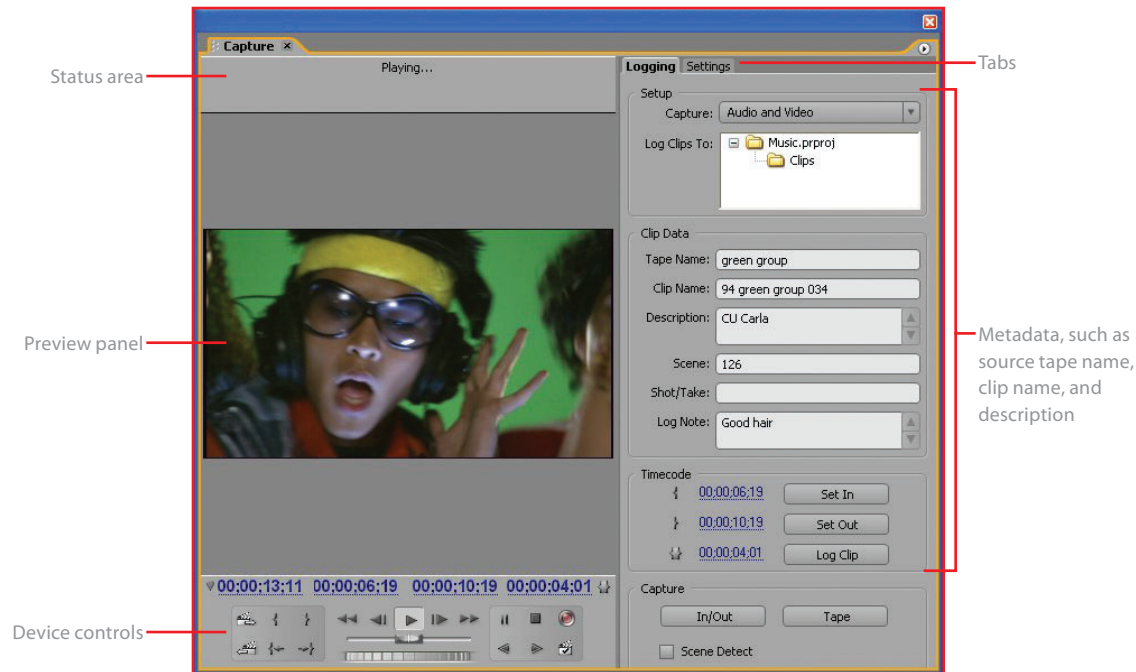 Capture
Status area
Playing...
Logging Settings
Tabs
Setup
Capture: Audio and Video
Log Clips To: Music.prproj
Clips
Clip Data
Tape Name: green group
Clip Name: 94 green group 034
Description: CU Carla
Scene: 126
Shot/Take:
Log Note: Good hair
Preview panel
Metadata, such as
source tape name,
clip name, and
description
Timecode
00;00;06;19 Set In
00;00;10;19 Set Out
00;00;04;01 Log Clip
00;00;13;11 00;00;06;19 00;00;10;19 00;00;04;01
Device controls
Capture
In/Out Tape
Scene Detect